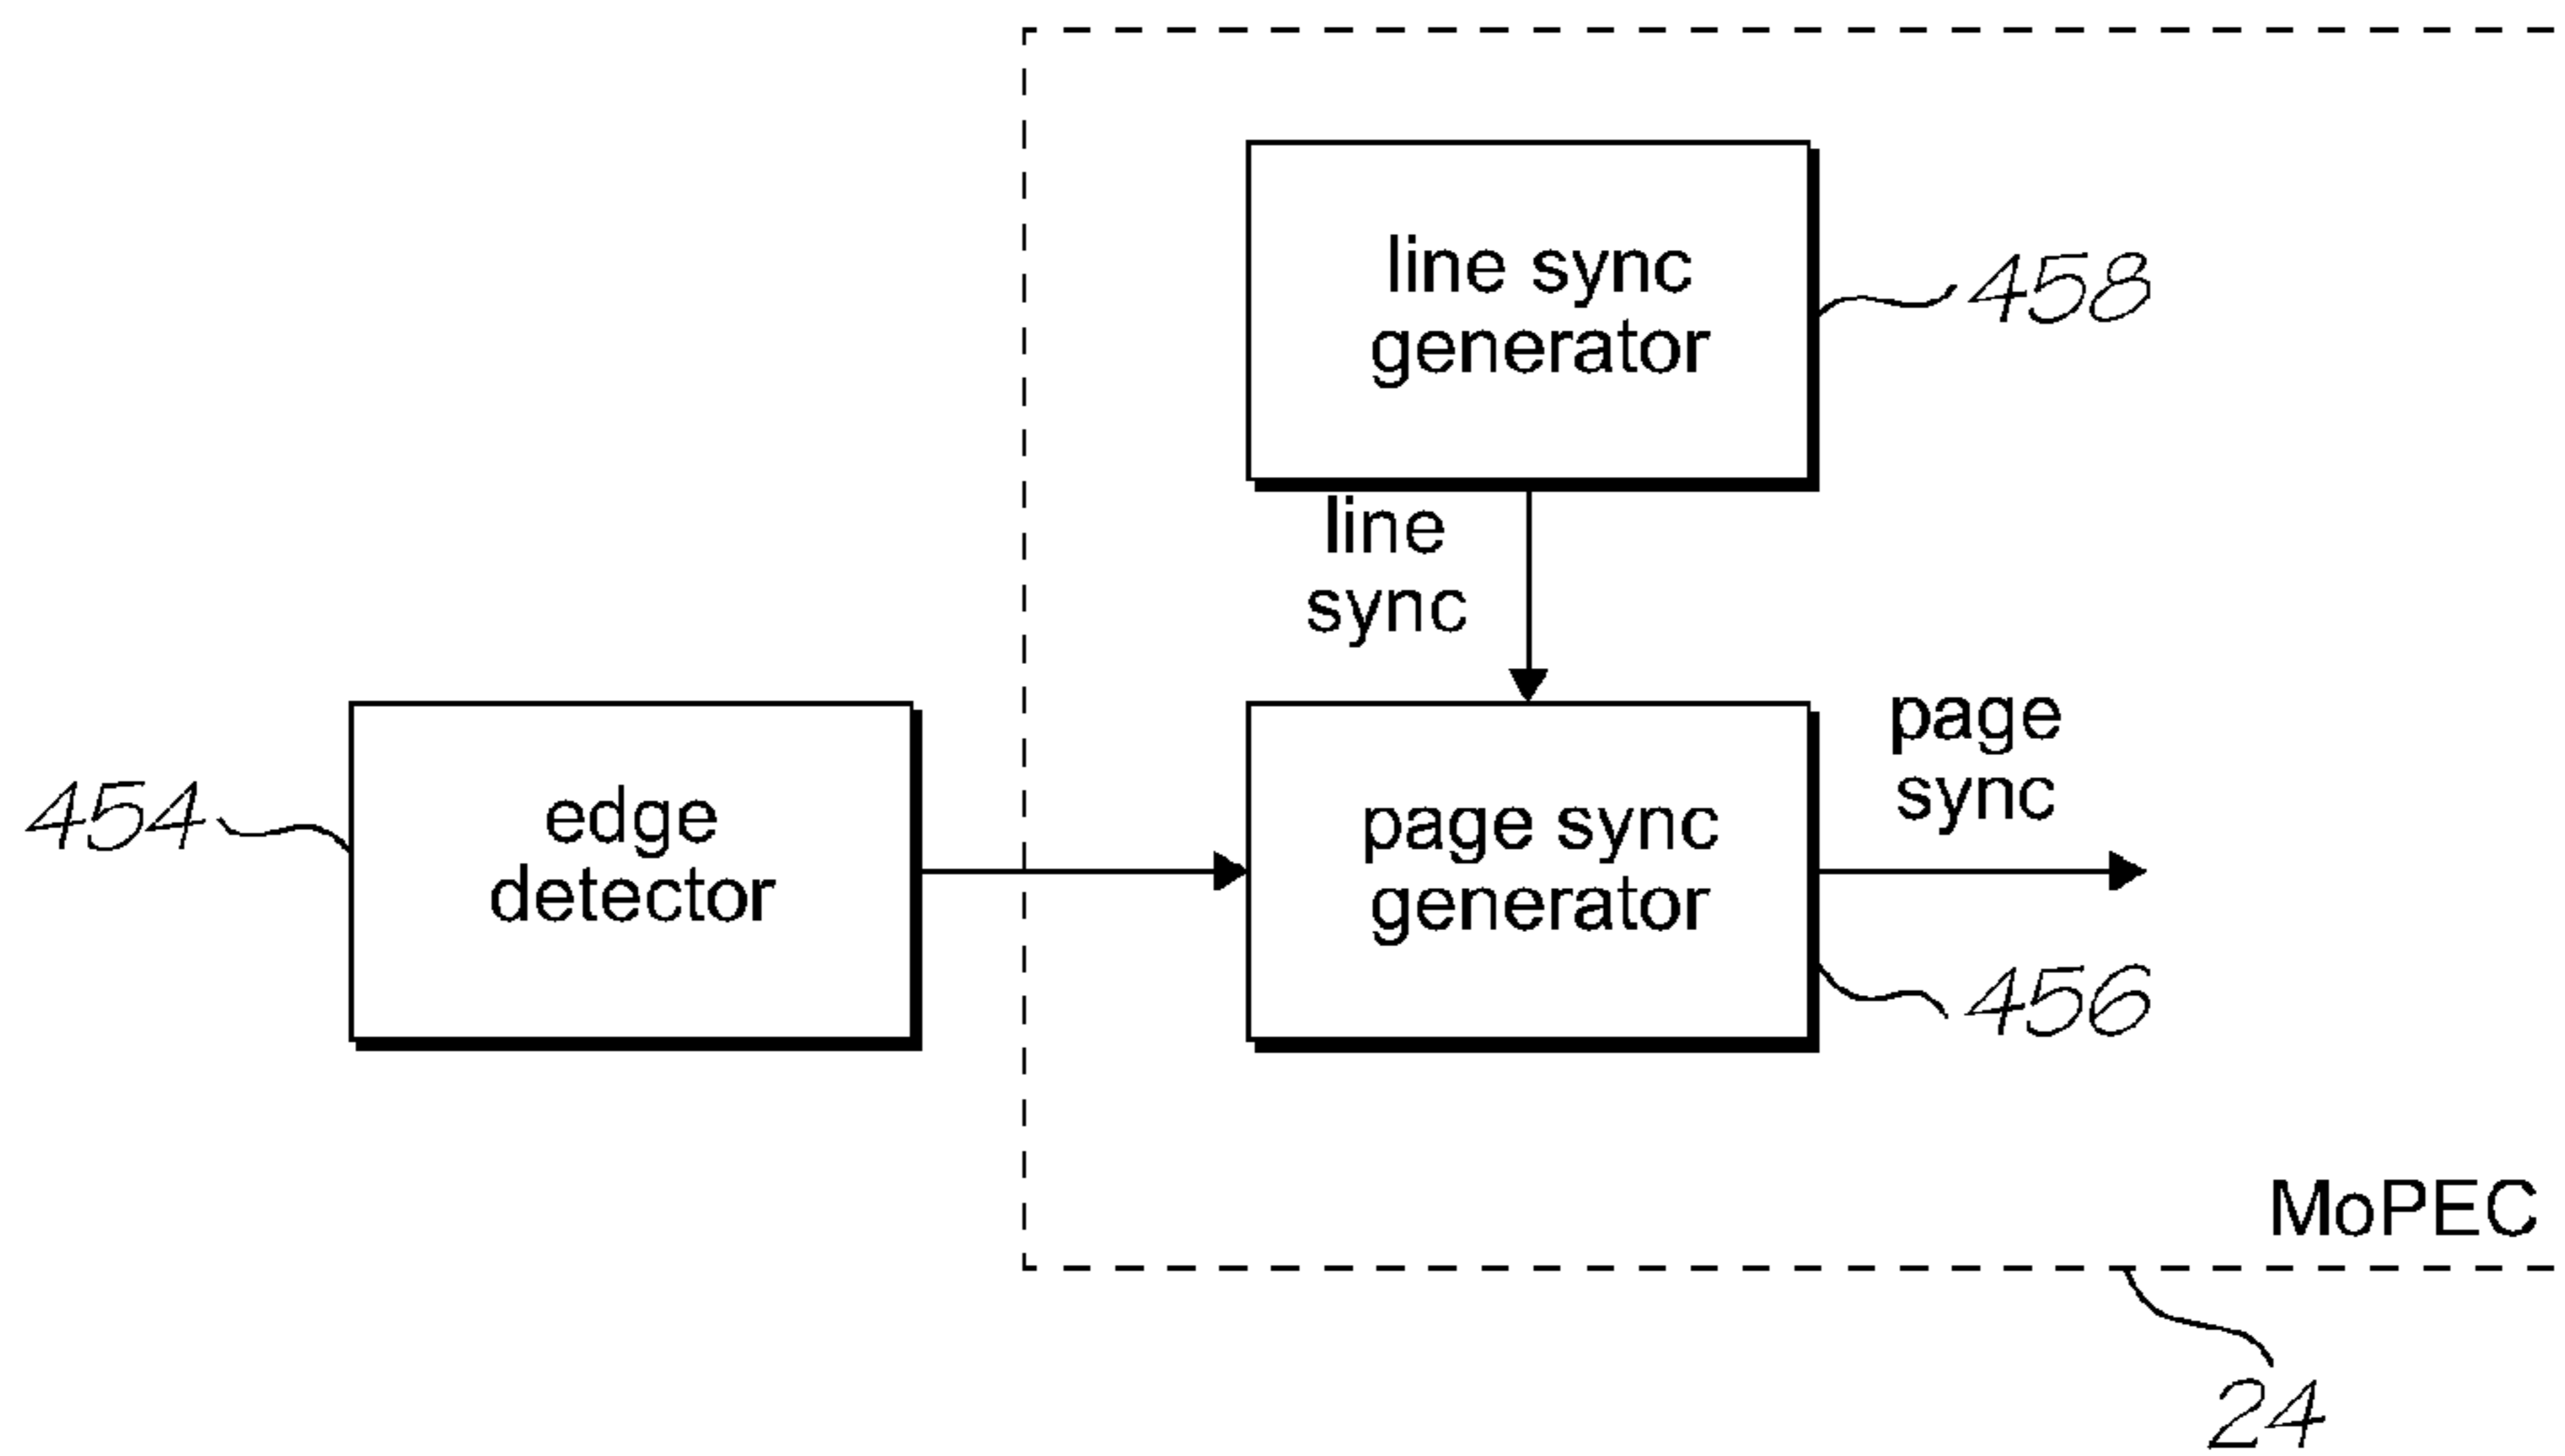 line sync
generator
458
line
sync
454
edge
detector
page sync
generator
page
sync
456
MoPEC
24